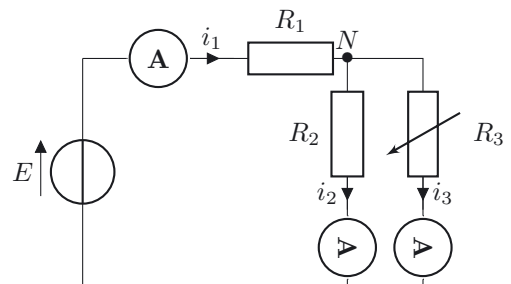 i₁ R₁ N
A
R₂ R₃
E
i₂ i₃
A A